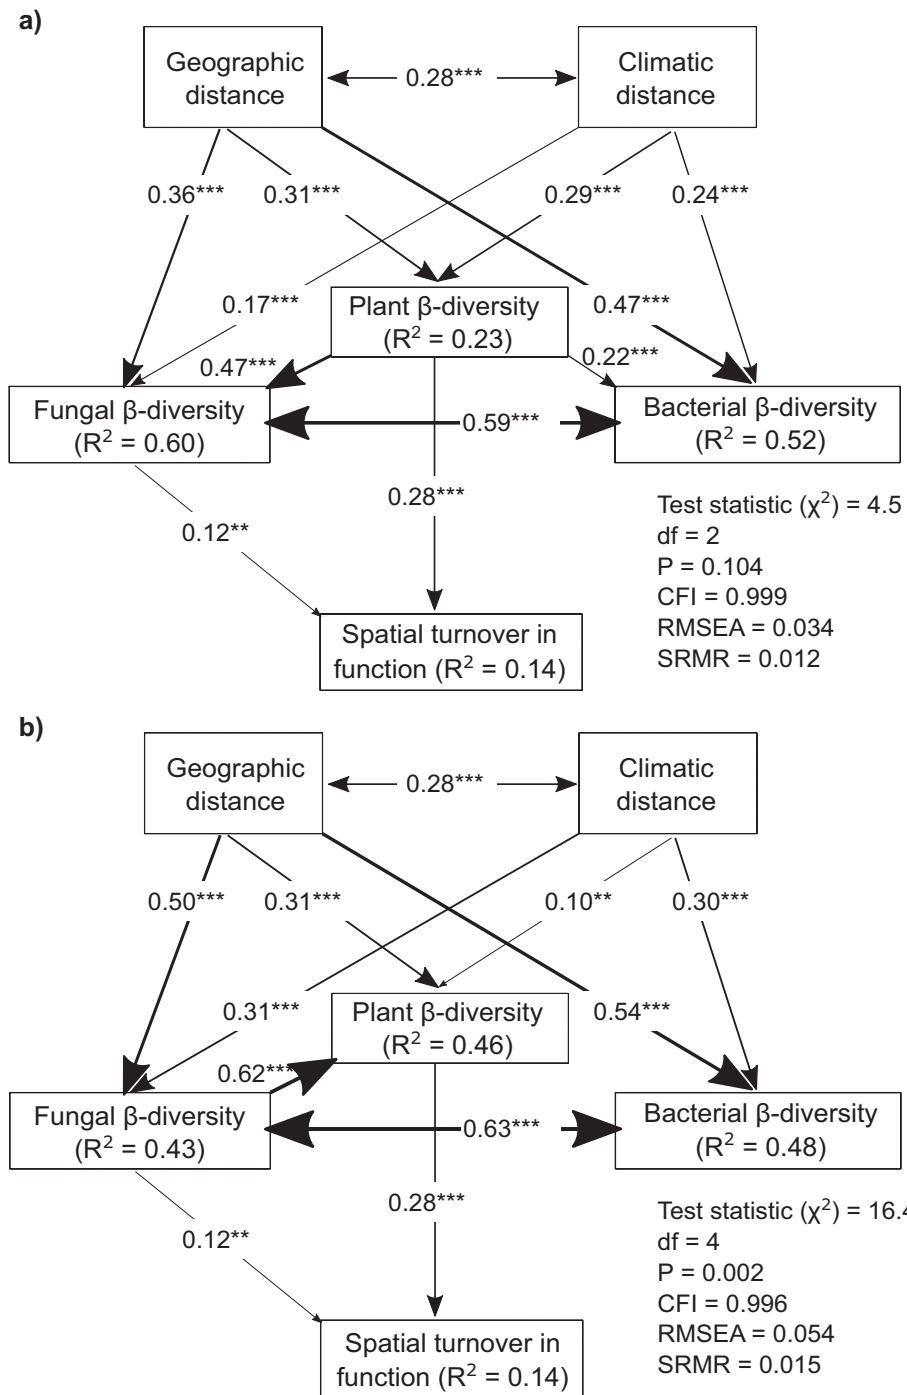 a)
Geographic
distance
0.28***
Climatic
distance
0.36***
0.31***
0.29***
0.24***
0.17***
Plant β-diversity
(R² = 0.23)
0.47***
0.47***
0.22***
Fungal β-diversity
(R² = 0.60)
0.59***
Bacterial β-diversity
(R² = 0.52)
0.28***
0.12**
Test statistic (χ²) = 4.5
df = 2
P = 0.104
CFI = 0.999
RMSEA = 0.034
SRMR = 0.012
Spatial turnover in
function (R² = 0.14)
b)
Geographic
distance
0.28***
Climatic
distance
0.50***
0.31***
0.10**
0.30***
0.31***
Plant β-diversity
(R² = 0.46)
0.54***
0.62***
Fungal β-diversity
(R² = 0.43)
0.63***
Bacterial β-diversity
(R² = 0.48)
0.28***
0.12**
Test statistic (χ²) = 16.4
df = 4
P = 0.002
CFI = 0.996
RMSEA = 0.054
SRMR = 0.015
Spatial turnover in
function (R² = 0.14)